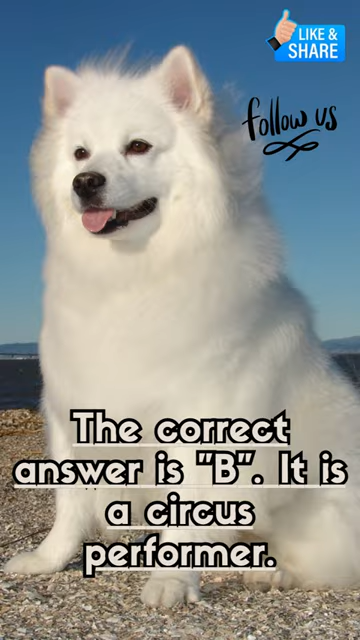 LIKE &
SHARE
follow us
The correct
answer is "B". It is
a circus
performer.